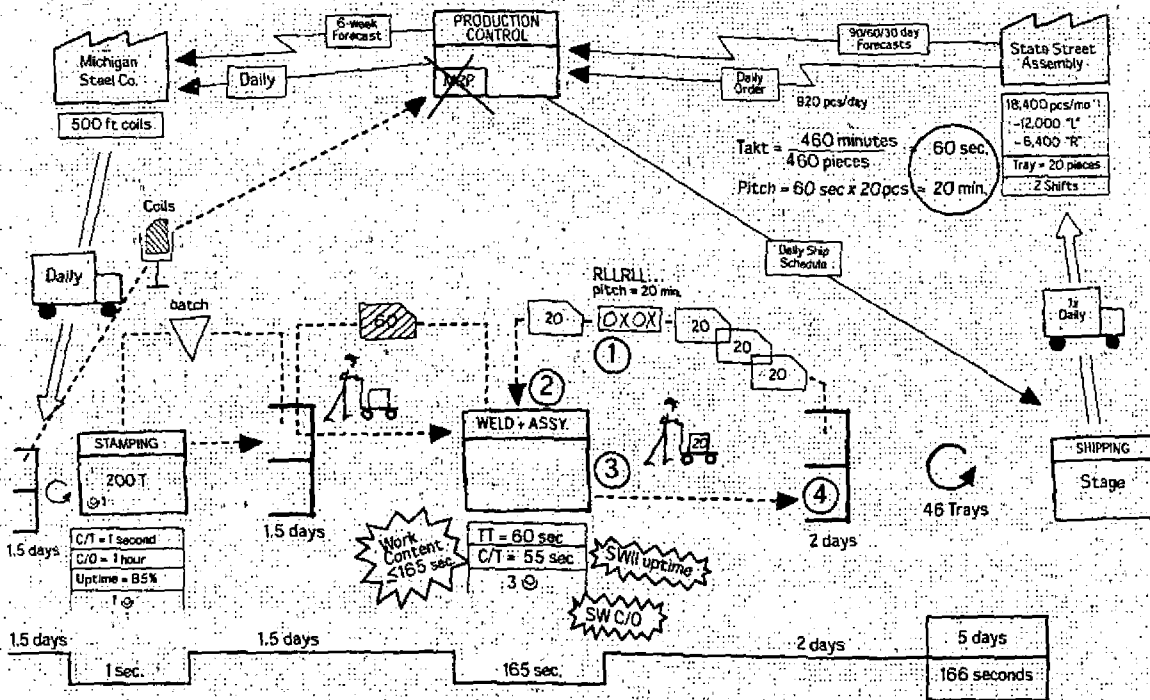 Michigan
Steel Co.
500 ft coils
6-week
Forecast
Daily
PRODUCTION
CONTROL
MRP
90/60/30 day
Forecasts
Daily
Order
920 pcs/day
State Street
Assembly
18,400 pcs/mo
-12,000 "L"
- 6,400 "R"
Tray = 20 pieces
2 Shifts
Takt = 460 minutes
460 pieces
= 60 sec.
Pitch = 60 sec x 20 pcs = 20 min.
Coils
Daily
batch
60
RLLRLL...
pitch = 20 min.
20
OXOX
20
20
20
1
Daily Ship
Schedule
1x
Daily
2
STAMPING
200 T
1
C/T = 1 second
C/O = 1 hour
Uptime = 85%
1
1.5 days
1.5 days
WELD + ASSY.
3
20
4
2 days
46 Trays
SHIPPING
Stage
Work
Content
≤165 sec
TT = 60 sec
C/T = 55 sec
3
uptime
C/O
1.5 days
1 sec.
1.5 days
165 sec.
2 days
5 days
166 seconds